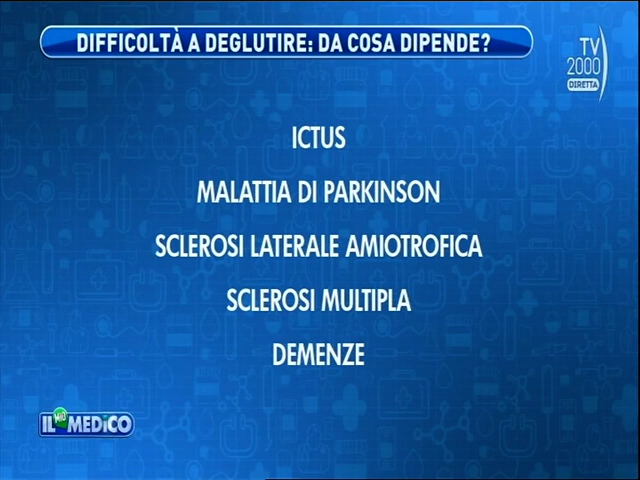 DIFFICOLTÀ A DEGLUTIRE: DA COSA DIPENDE?
TV
2000
DIRETTA
ICTUS
MALATTIA DI PARKINSON
SCLEROSI LATERALE AMIOTROFICA
SCLEROSI MULTIPLA
DEMENZE
IL MIO MEDICO